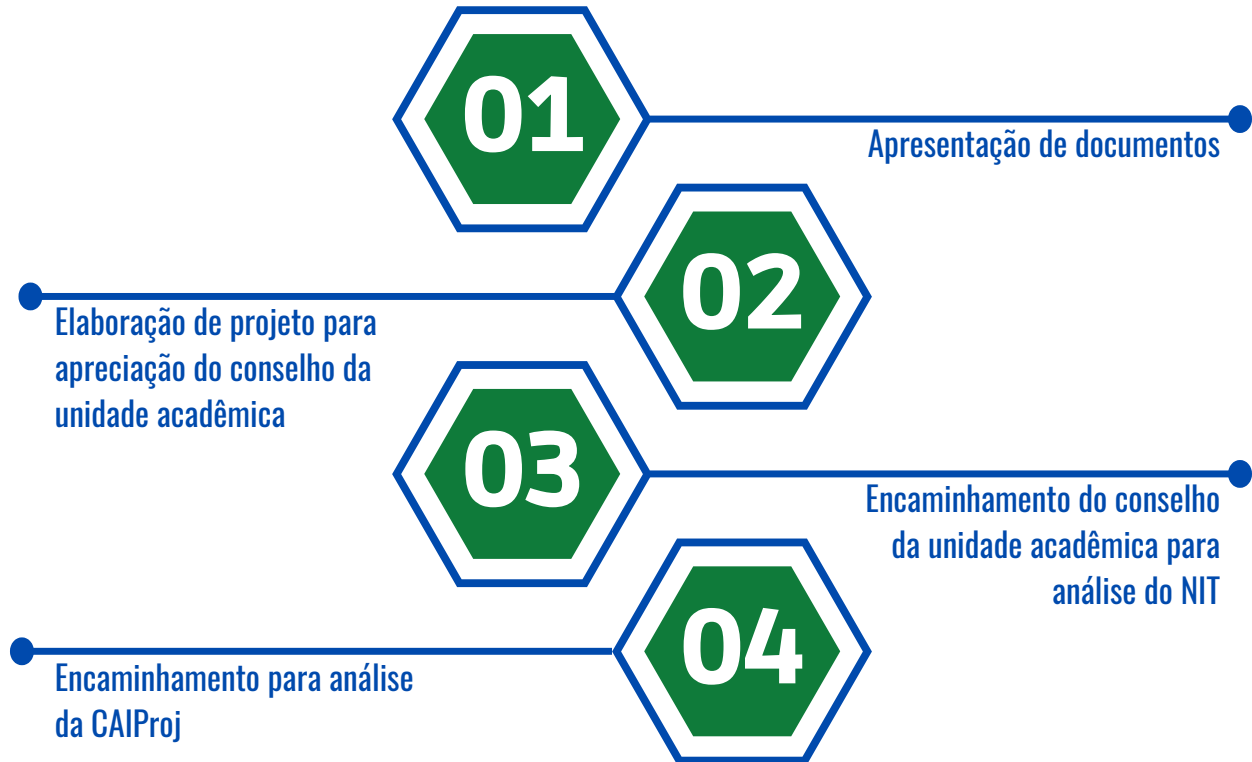 01
Apresentação de documentos
02
Elaboração de projeto para
apreciação do conselho da
unidade acadêmica
03
Encaminhamento do conselho
da unidade acadêmica para
análise do NIT
04
Encaminhamento para análise
da CAIProj